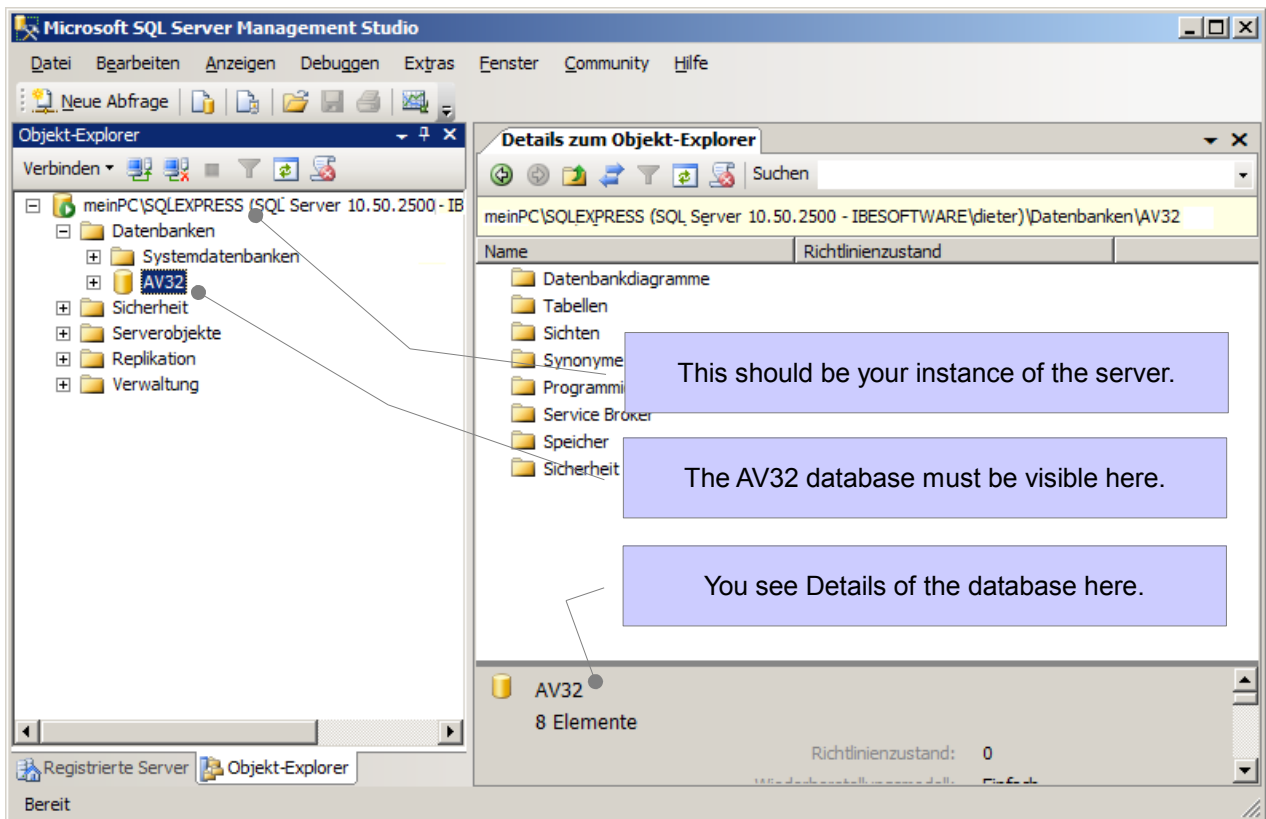 Microsoft SQL Server Management Studio
Datei Bearbeiten Anzeigen Debuggen Extras Fenster Community Hilfe
Neue Abfrage
Objekt-Explorer
Verbinden
meinPC\SQLEXPRESS (SQL Server 10.50.2500 - IB
Datenbanken
Systemdatenbanken
AV32
Sicherheit
Serverobjekte
Replikation
Verwaltung
Registrierte Server Objekt-Explorer
Details zum Objekt-Explorer
Suchen
meinPC\SQLEXPRESS (SQL Server 10.50.2500 - IBESOFTWARE\dieter)\Datenbanken\AV32
Name Richtlinienzustand
Datenbankdiagramme
Tabellen
Sichten
Synonyme
Programmi
Service Broker
Speicher
Sicherheit
This should be your instance of the server.
The AV32 database must be visible here.
You see Details of the database here.
AV32
8 Elemente
Richtlinienzustand: 0
Wiederherstellungsmodell: Einfach
Bereit